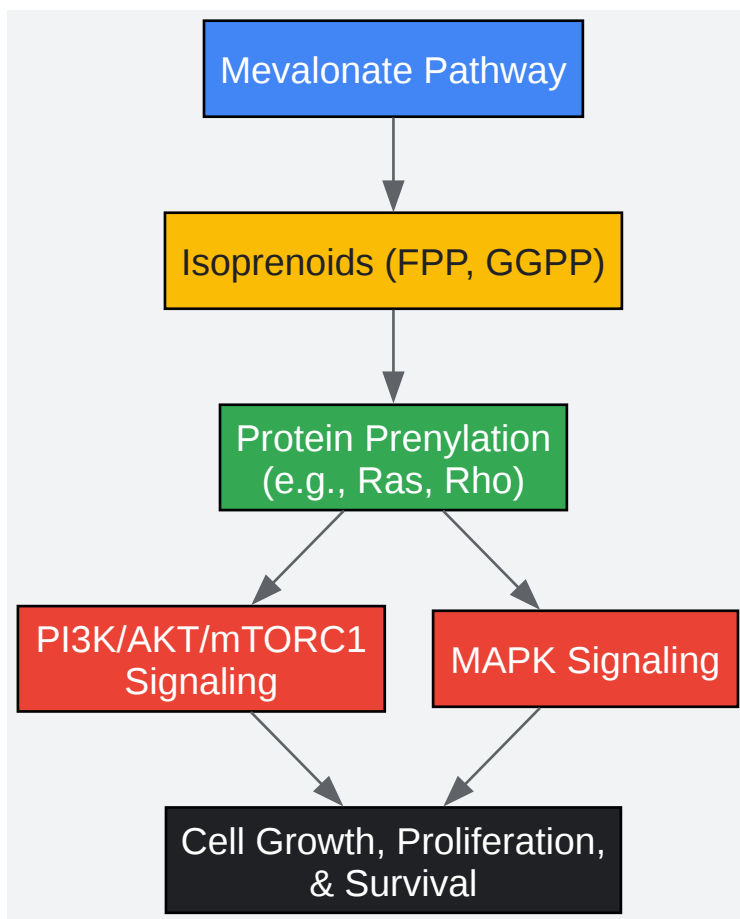 Mevalonate Pathway
Isoprenoids (FPP, GGPP)
Protein Prenylation
(e.g., Ras, Rho)
PI3K/AKT/mTORC1
Signaling
MAPK Signaling
Cell Growth, Proliferation,
& Survival